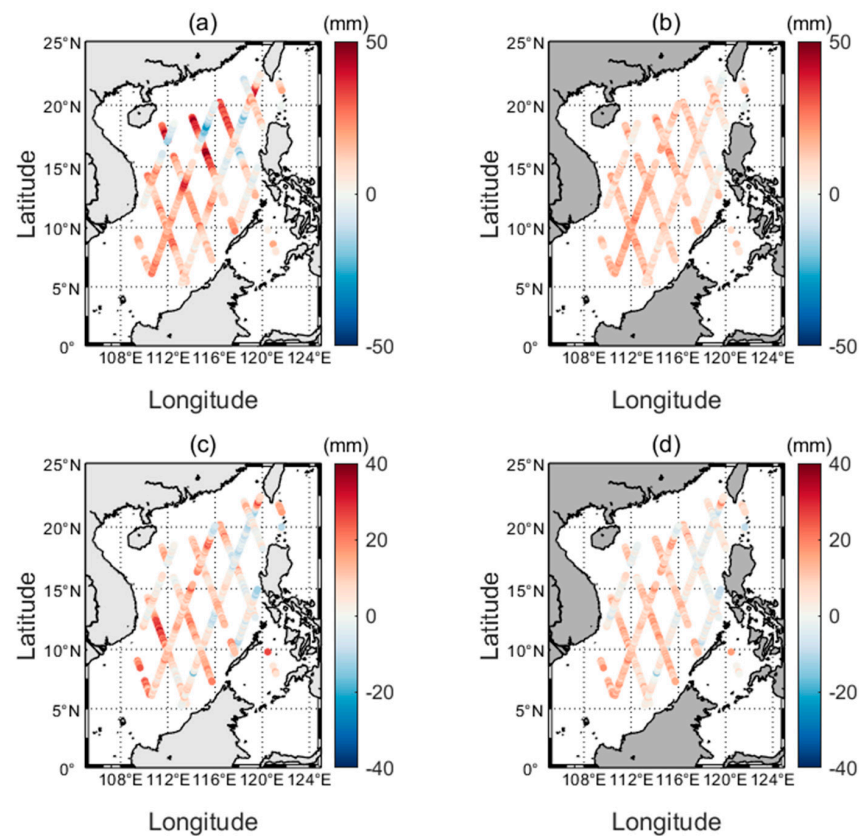 (a) (mm) (b) (mm)
25°N 50 25°N 50
20°N 20°N
15°N 0 15°N 0
10°N 10°N
5°N 5°N
0° -50 0° -50
108°E 112°E 116°E 120°E 124°E 108°E 112°E 116°E 120°E 124°E
Latitude Latitude
Longitude Longitude
(c) (mm) (d) (mm)
25°N 40 25°N 40
20°N 20 20°N 20
15°N 0 15°N 0
10°N -20 10°N -20
5°N 5°N
0° -40 0° -40
108°E 112°E 116°E 120°E 124°E 108°E 112°E 116°E 120°E 124°E
Latitude Latitude
Longitude Longitude